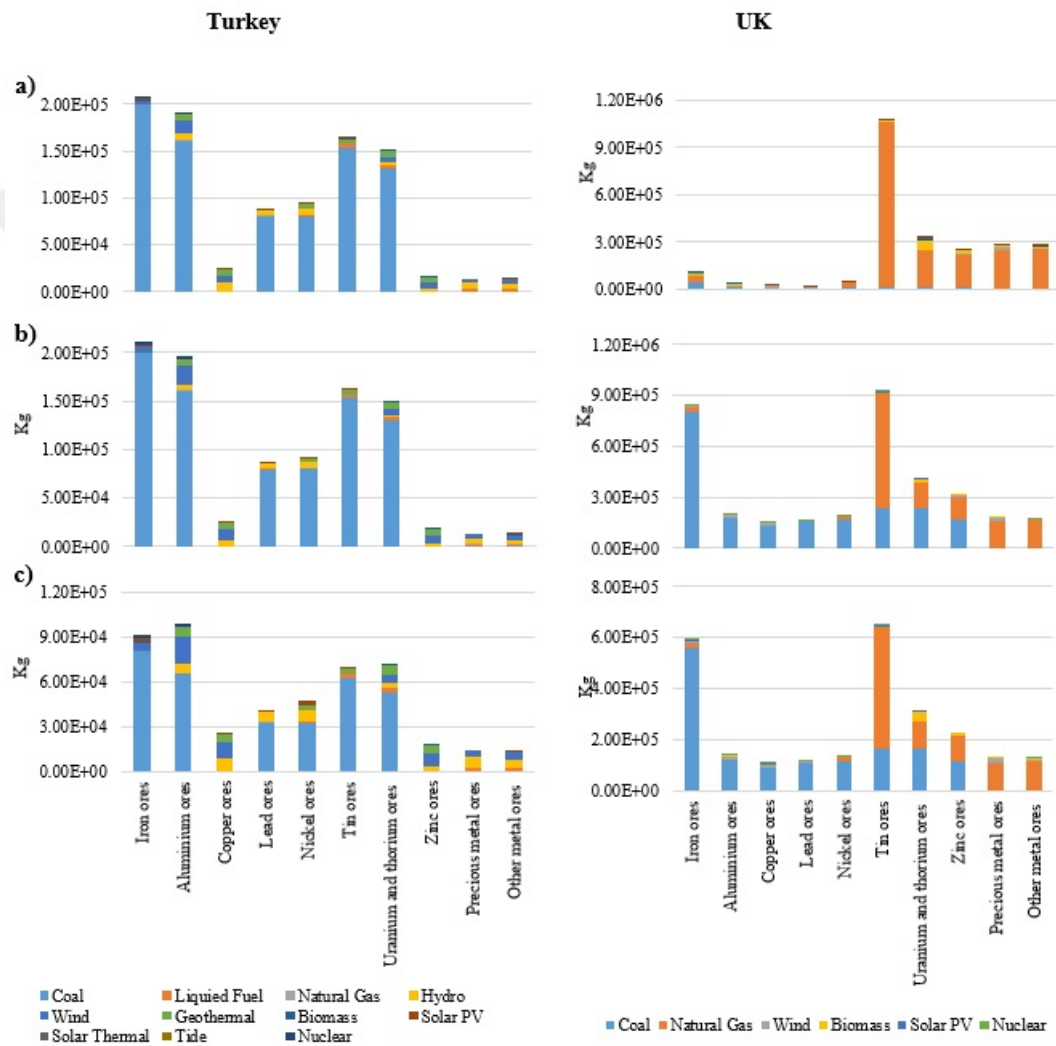 Turkey
UK
a)
2.00E+05
1.50E+05
1.00E+05
5.00E+04
0.00E+00
Kg
1.20E+06
9.00E+05
6.00E+05
3.00E+05
0.00E+00
b)
Kg
2.00E+05
1.50E+05
1.00E+05
5.00E+04
0.00E+00
Kg
1.20E+06
9.00E+05
6.00E+05
3.00E+05
0.00E+00
c)
1.20E+05
9.00E+04
6.00E+04
3.00E+04
0.00E+00
Kg
8.00E+05
6.00E+05
4.00E+05
2.00E+05
0.00E+00
Iron ores
Aluminium ores
Copper ores
Lead ores
Nickel ores
Tin ores
Uranium and thorium ores
Zinc ores
Precious metal ores
Other metal ores
Iron ores
Aluminium ores
Copper ores
Lead ores
Nickel ores
Tin ores
Uranium and thorium ores
Zinc ores
Precious metal ores
Other metal ores
Coal Liquied Fuel Natural Gas Hydro
Wind Geothermal Biomass Solar PV
Solar Thermal Tide Nuclear
Coal Natural Gas Wind Biomass Solar PV Nuclear